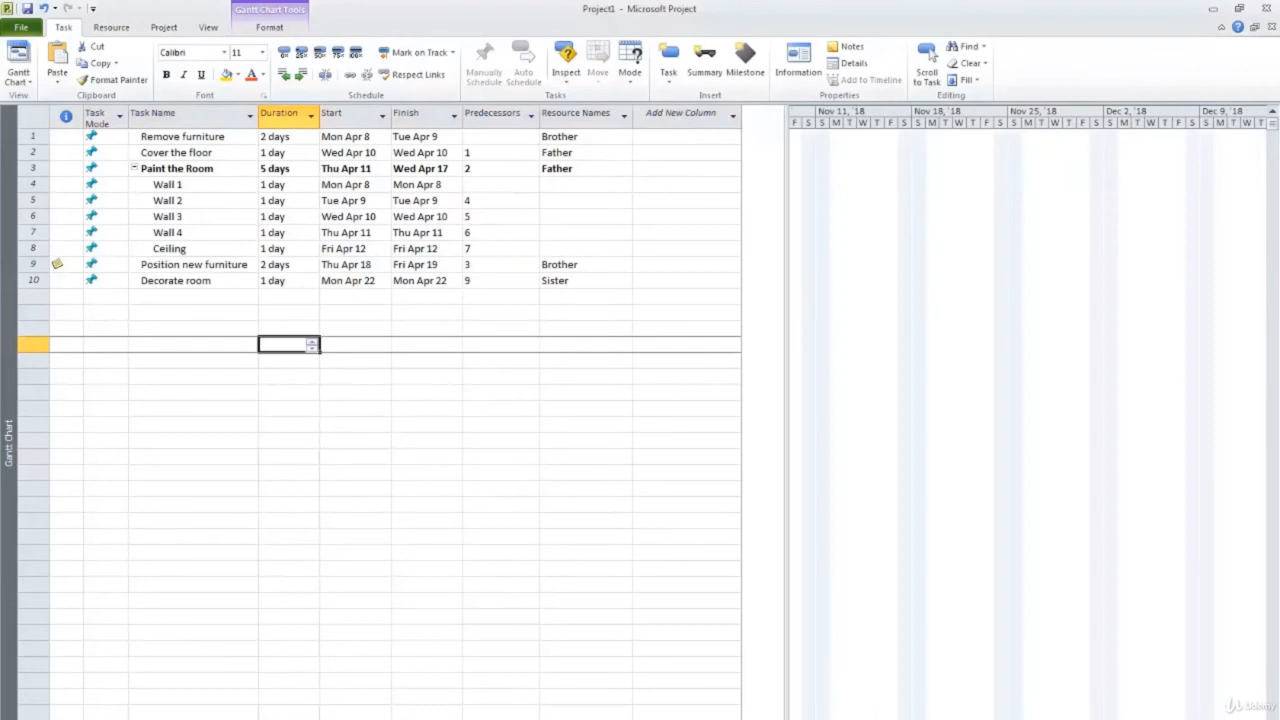 Gantt Chart Tools
Project1 - Microsoft Project
File Task Resource Project View Format
Gantt Chart
View
Paste
Cut
Copy
Format Painter
Clipboard
Calibri 11
B I U A
Font
0% 25% 50% 75% 100%
Mark on Track
Respect Links
Schedule
Manually Schedule
Auto Schedule
Inspect
Move
Mode
Tasks
Task
Summary
Milestone
Insert
Information
Notes
Details
Add to Timeline
Properties
Scroll to Task
Find
Clear
Fill
Editing
Task Mode Task Name Duration Start Finish Predecessors Resource Names Add New Column
1 Remove furniture 2 days Mon Apr 8 Tue Apr 9 Brother
2 Cover the floor 1 day Wed Apr 10 Wed Apr 10 1 Father
3 Paint the Room 5 days Thu Apr 11 Wed Apr 17 2 Father
4 Wall 1 1 day Mon Apr 8 Mon Apr 8
5 Wall 2 1 day Tue Apr 9 Tue Apr 9 4
6 Wall 3 1 day Wed Apr 10 Wed Apr 10 5
7 Wall 4 1 day Thu Apr 11 Thu Apr 11 6
8 Ceiling 1 day Fri Apr 12 Fri Apr 12 7
9 Position new furniture 2 days Thu Apr 18 Fri Apr 19 3 Brother
10 Decorate room 1 day Mon Apr 22 Mon Apr 22 9 Sister
Nov 11, '18 Nov 18, '18 Nov 25, '18 Dec 2, '18 Dec 9, '18
F S S M T W T F S S M T W T F S S M T W T F S S M T W T F S S M T W T
Gantt Chart
Udemy